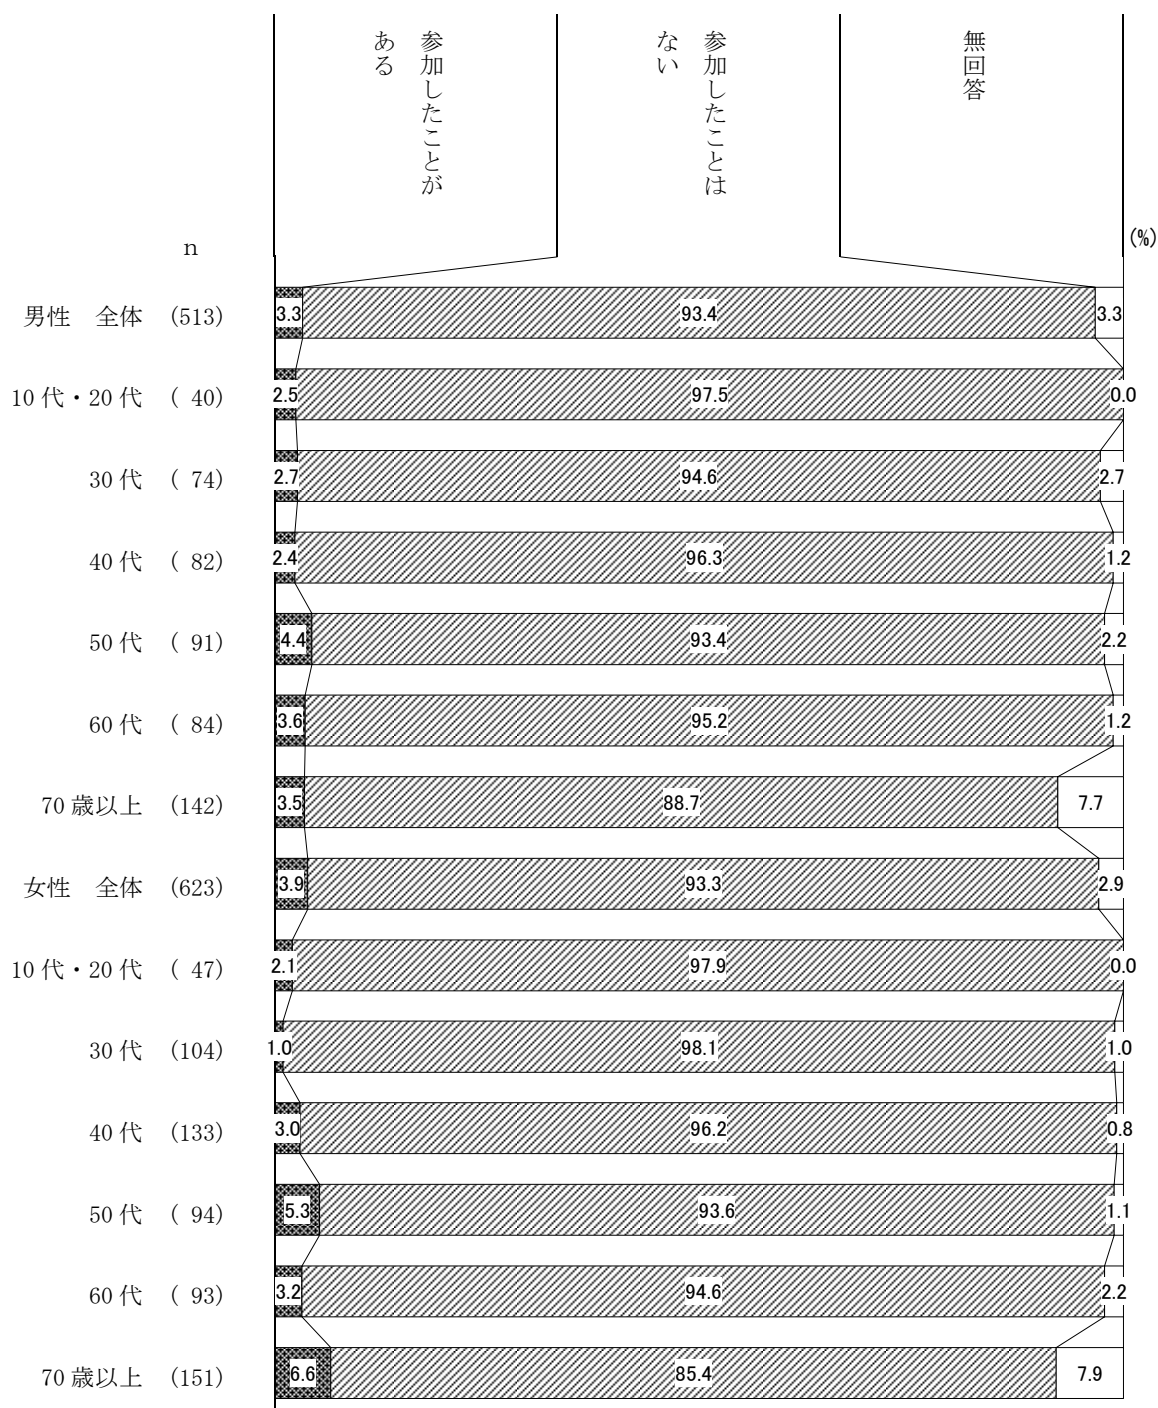 参加したことが
ある
参加したことは
ない
無回答
n
(%)
男性 全体 (513) 3.3 93.4 3.3
10代・20代 ( 40) 2.5 97.5 0.0
30代 ( 74) 2.7 94.6 2.7
40代 ( 82) 2.4 96.3 1.2
50代 ( 91) 4.4 93.4 2.2
60代 ( 84) 3.6 95.2 1.2
70歳以上 (142) 3.5 88.7 7.7
女性 全体 (623) 3.9 93.3 2.9
10代・20代 ( 47) 2.1 97.9 0.0
30代 (104) 1.0 98.1 1.0
40代 (133) 3.0 96.2 0.8
50代 ( 94) 5.3 93.6 1.1
60代 ( 93) 3.2 94.6 2.2
70歳以上 (151) 6.6 85.4 7.9